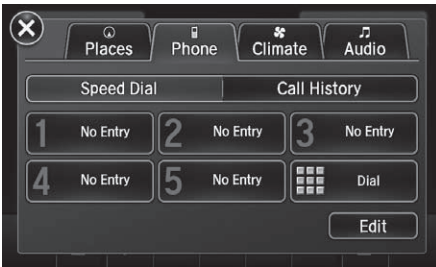 Places Phone Climate Audio
Speed Dial Call History
1 No Entry 2 No Entry 3 No Entry
4 No Entry 5 No Entry Dial
Edit